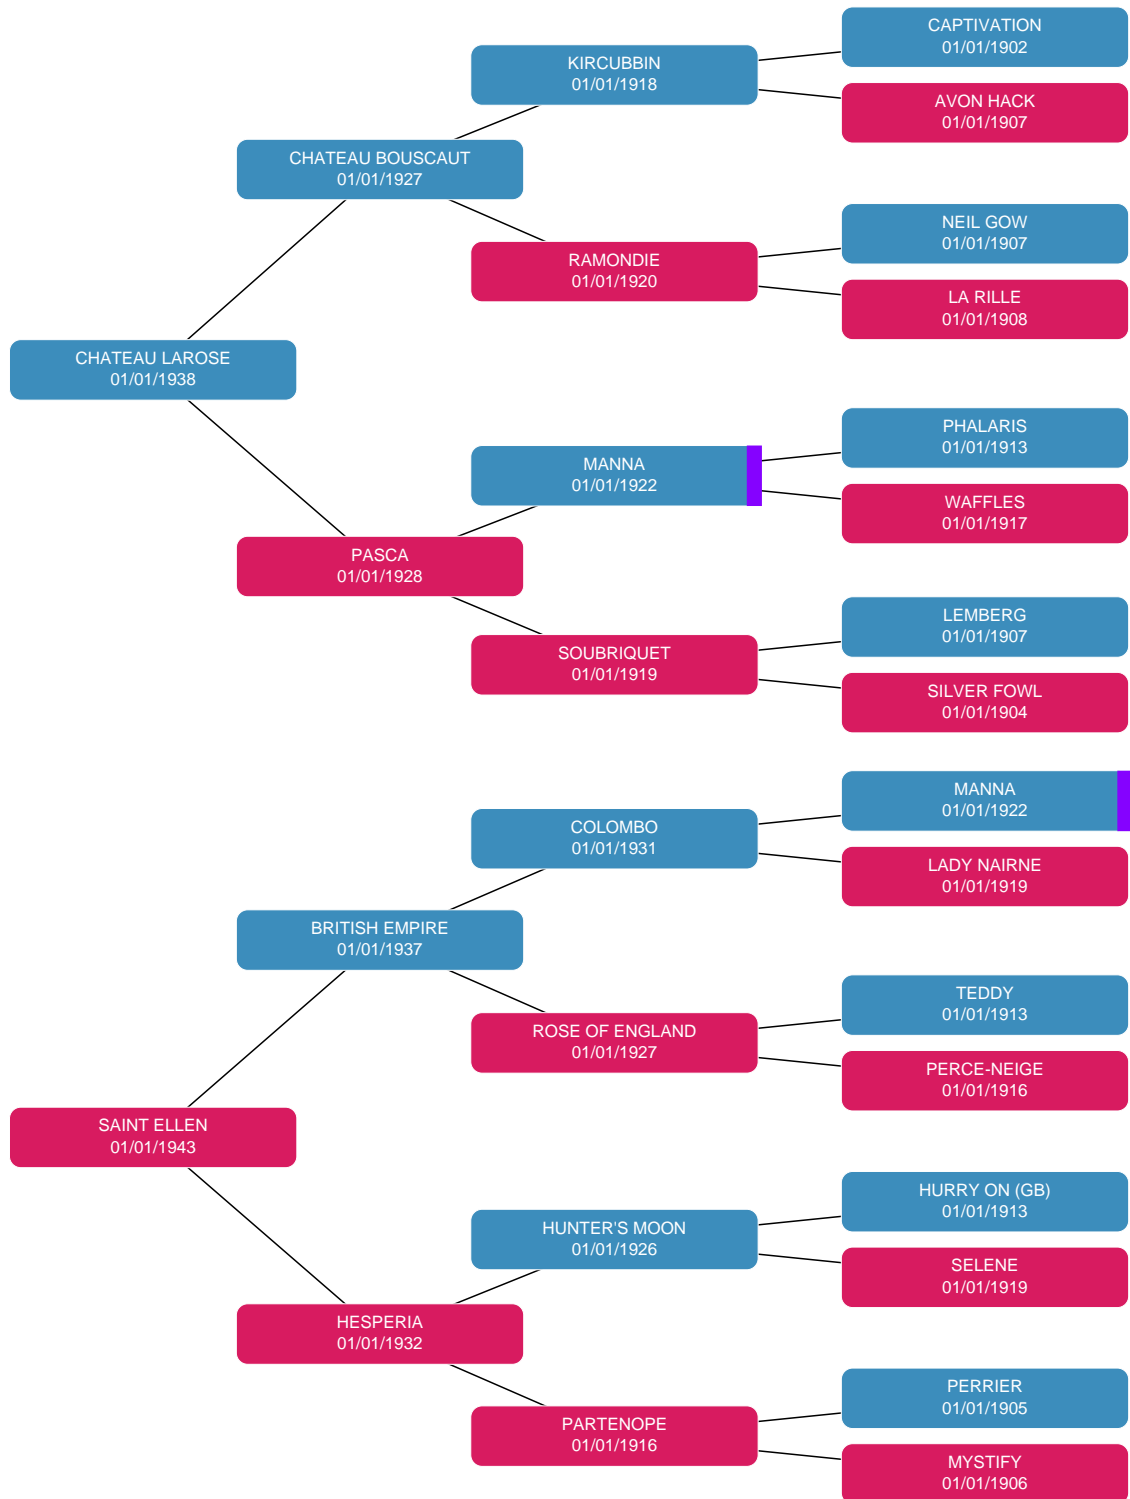 CAPTIVATION
01/01/1902
KIRCUBBIN
01/01/1918
AVON HACK
01/01/1907
CHATEAU BOUSCAUT
01/01/1927
NEIL GOW
01/01/1907
RAMONDIE
01/01/1920
LA RILLE
01/01/1908
CHATEAU LAROSE
01/01/1938
PHALARIS
01/01/1913
MANNA
01/01/1922
WAFFLES
01/01/1917
PASCA
01/01/1928
LEMBERG
01/01/1907
SOUBRIQUET
01/01/1919
SILVER FOWL
01/01/1904
MANNA
01/01/1922
COLOMBO
01/01/1931
LADY NAIRNE
01/01/1919
BRITISH EMPIRE
01/01/1937
TEDDY
01/01/1913
ROSE OF ENGLAND
01/01/1927
PERCE-NEIGE
01/01/1916
SAINT ELLEN
01/01/1943
HURRY ON (GB)
01/01/1913
HUNTER'S MOON
01/01/1926
SELENE
01/01/1919
HESPERIA
01/01/1932
PERRIER
01/01/1905
PARTENOPE
01/01/1916
MYSTIFY
01/01/1906